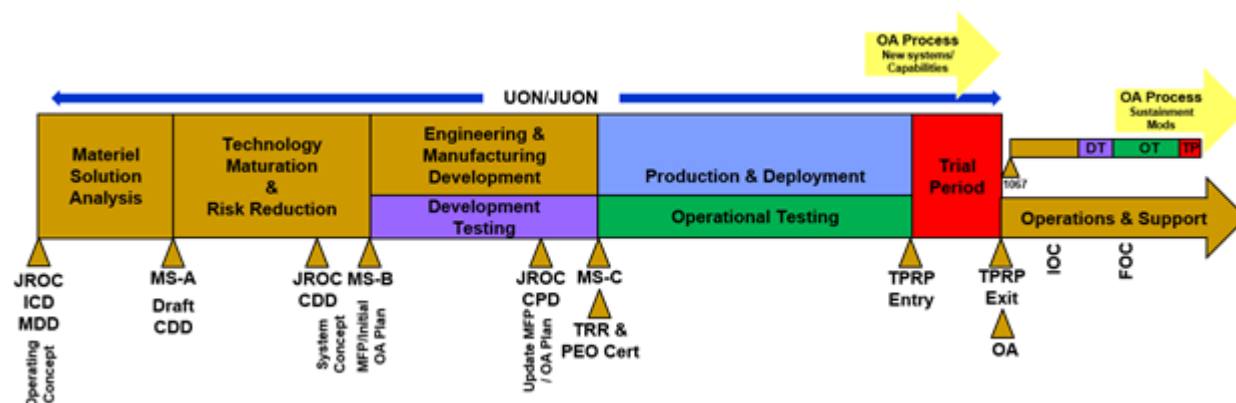 OA Process
New systems/
Capabilities
OA Process
Sustainment
Mods
UON/JUON
Materiel
Solution
Analysis
Technology
Maturation
&
Risk Reduction
Engineering &
Manufacturing
Development
Development
Testing
Production & Deployment
Operational Testing
Trial
Period
DT
OT
TP
1067
Operations & Support
JROC
ICD
MDD
Operating
Concept
MS-A
Draft
CDD
JROC
CDD
System
Concept
MS-B
MFP/Initial
OA Plan
JROC
CPD
Update MFP
/ OA Plan
MS-C
TRR &
PEO Cert
TPRP
Entry
TPRP
Exit
OA
IOC
FOC